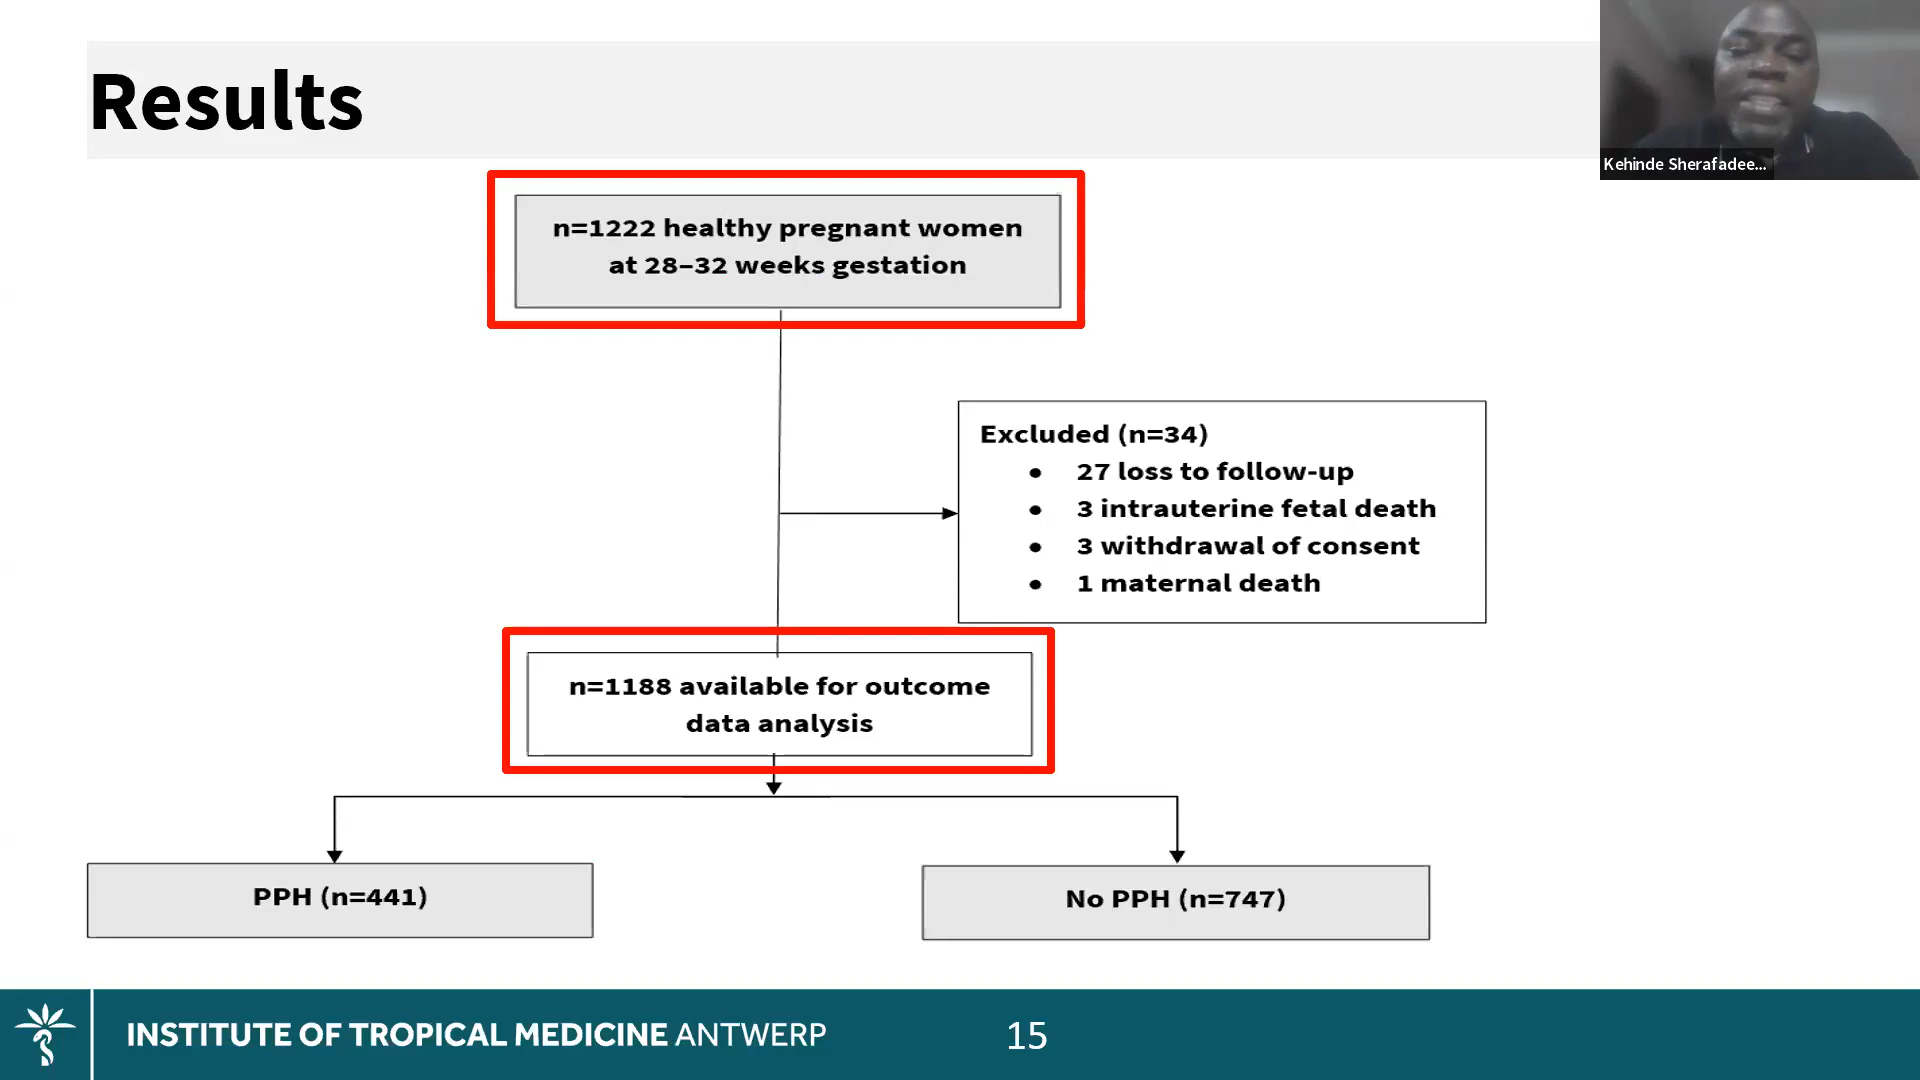 Results
Kehinde Sherafadee...
n=1222 healthy pregnant women
at 28–32 weeks gestation
Excluded (n=34)
• 27 loss to follow-up
• 3 intrauterine fetal death
• 3 withdrawal of consent
• 1 maternal death
n=1188 available for outcome
data analysis
PPH (n=441)
No PPH (n=747)
INSTITUTE OF TROPICAL MEDICINE ANTWERP
15